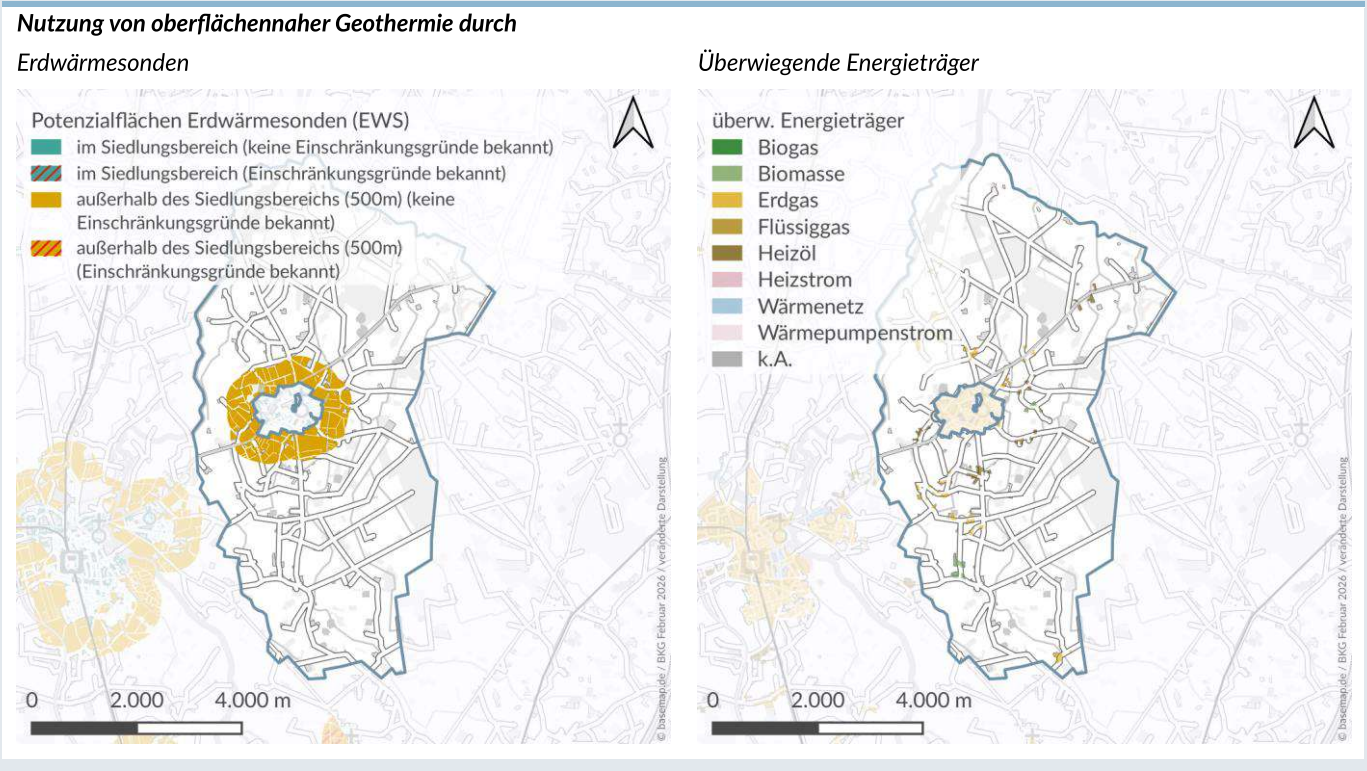 Nutzung von oberflächennaher Geothermie durch
Erdwärmesonden
Überwiegende Energieträger
Potenzialflächen Erdwärmesonden (EWS)
im Siedlungsbereich (keine Einschränkungsgründe bekannt)
im Siedlungsbereich (Einschränkungsgründe bekannt)
außerhalb des Siedlungsbereichs (500m) (keine
Einschränkungsgründe bekannt)
außerhalb des Siedlungsbereichs (500m)
(Einschränkungsgründe bekannt)
0 2.000 4.000 m
© basemap.de / BKG Februar 2026 / veränderte Darstellung
überw. Energieträger
Biogas
Biomasse
Erdgas
Flüssiggas
Heizöl
Heizstrom
Wärmenetz
Wärmepumpenstrom
k.A.
0 2.000 4.000 m
© basemap.de / BKG Februar 2026 / veränderte Darstellung